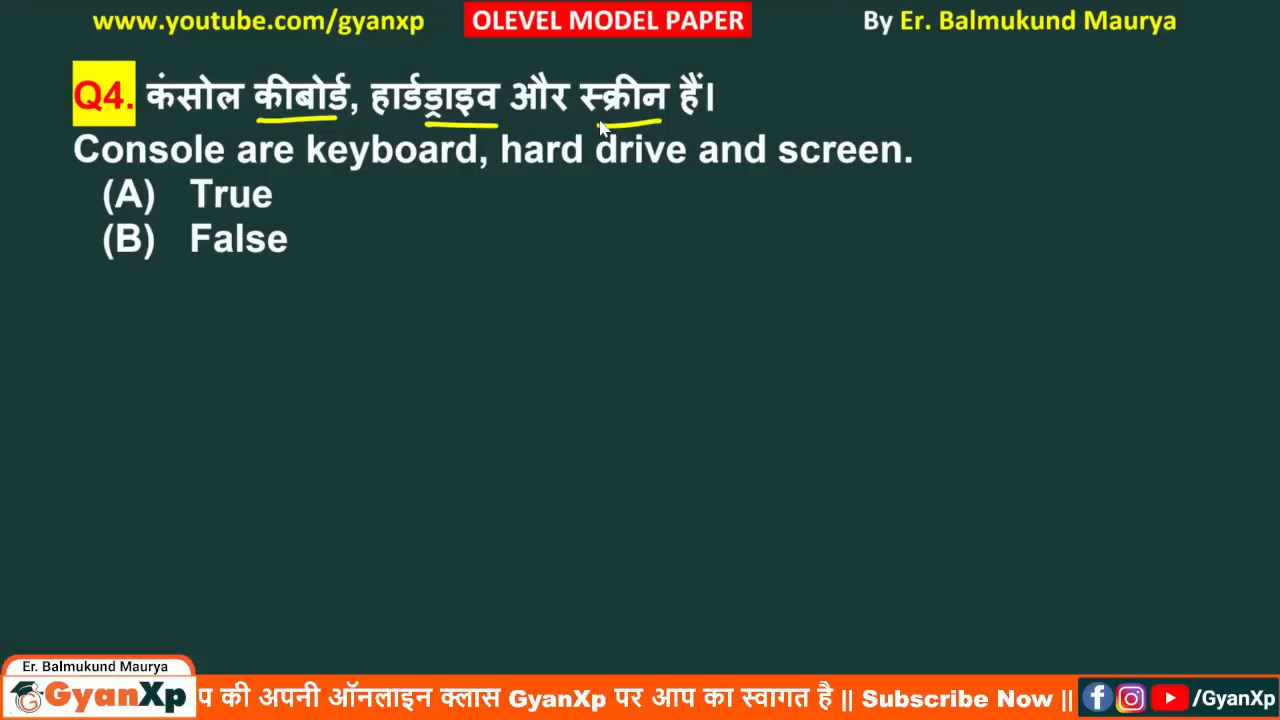 www.youtube.com/gyanxp OLEVEL MODEL PAPER By Er. Balmukund Maurya
Q4. कंसोल कीबोर्ड, हार्डड्राइव और स्क्रीन हैं।
Console are keyboard, hard drive and screen.
(A) True
(B) False
Er. Balmukund Maurya
GyanXp प की अपनी ऑनलाइन क्लास GyanXp पर आप का स्वागत है || Subscribe Now || /GyanXp